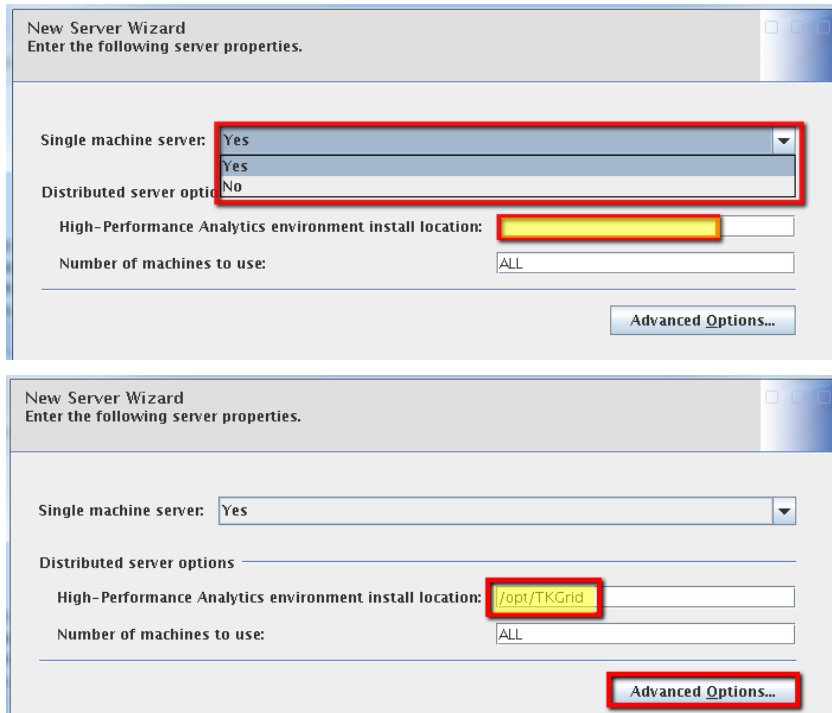 New Server Wizard
Enter the following server properties.
Single machine server: Yes
Yes
No
Distributed server optio
High-Performance Analytics environment install location:
Number of machines to use: ALL
Advanced Options...
New Server Wizard
Enter the following server properties.
Single machine server: Yes
Distributed server options
High-Performance Analytics environment install location: /opt/TKGrid
Number of machines to use: ALL
Advanced Options...